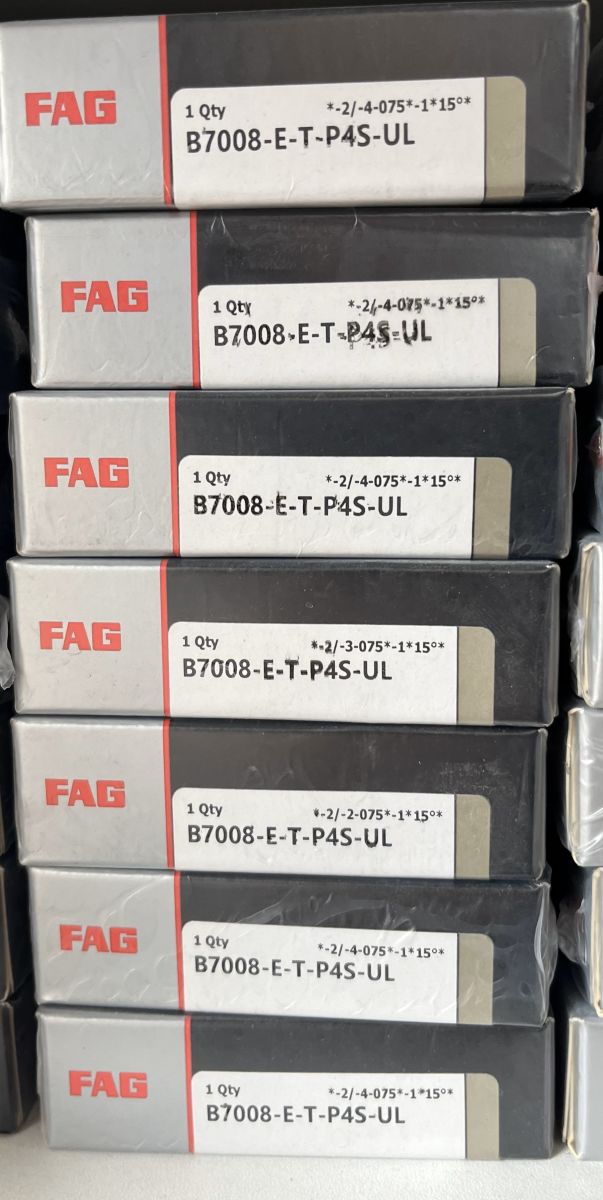 FAG
1 Qty *-2/-4-075*-1*15°*
B7008-E-T-P4S-UL
FAG
1 Qty *-2/-4-075*-1*15°*
B7008-E-T-P4S-UL
FAG
1 Qty *-2/-4-075*-1*15°*
B7008-E-T-P4S-UL
FAG
1 Qty *-2/-3-075*-1*15°*
B7008-E-T-P4S-UL
FAG
1 Qty *-2/-2-075*-1*15°*
B7008-E-T-P4S-UL
FAG
1 Qty *-2/-4-075*-1*15°*
B7008-E-T-P4S-UL
FAG
1 Qty *-2/-4-075*-1*15°*
B7008-E-T-P4S-UL